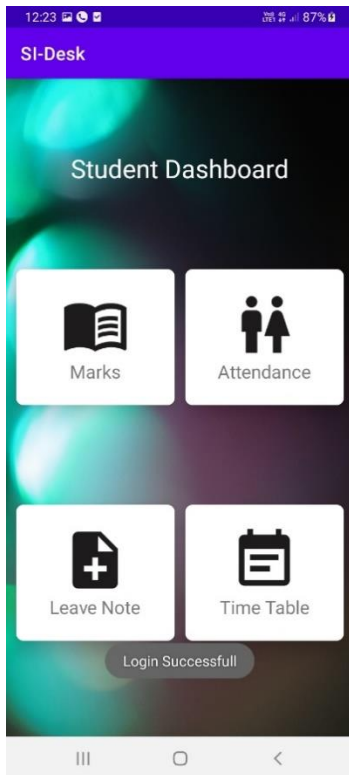 12:23 87%
SI-Desk
Student Dashboard
Marks
Attendance
Leave Note
Time Table
Login Successfull